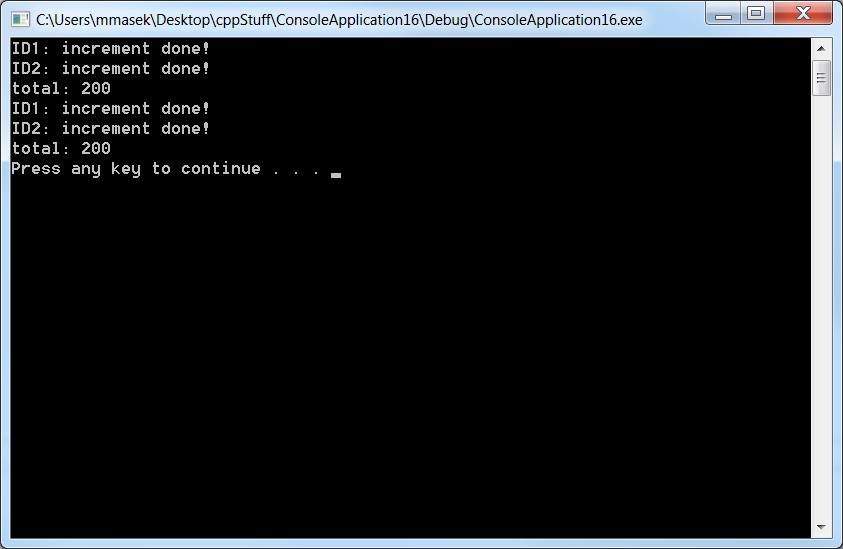 C:\Users\mmasek\Desktop\cppStuff\ConsoleApplication16\Debug\ConsoleApplication16.exe
ID1: increment done!
ID2: increment done!
total: 200
ID1: increment done!
ID2: increment done!
total: 200
Press any key to continue . . . _